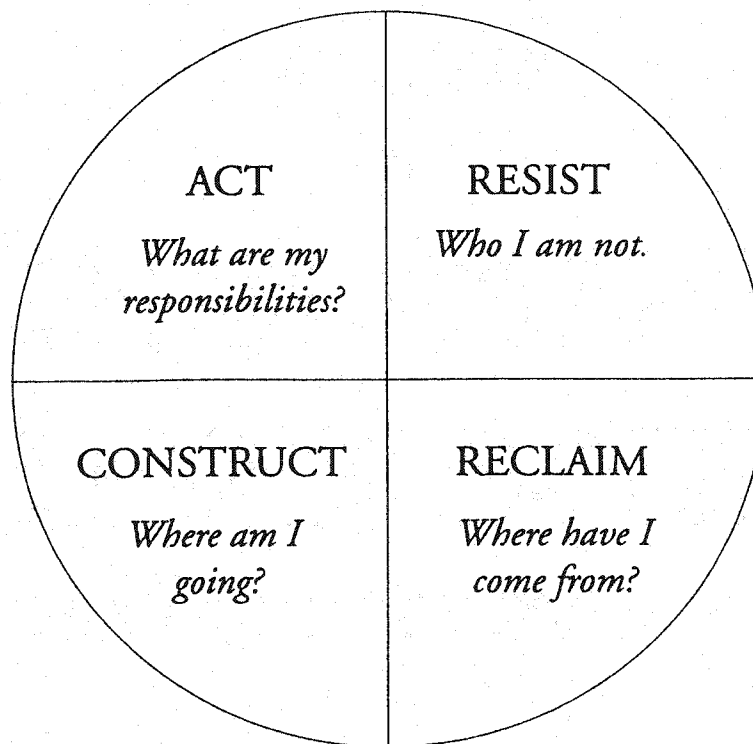 ACT
What are my
responsibilities?
RESIST
Who I am not.
CONSTRUCT
Where am I
going?
RECLAIM
Where have I
come from?